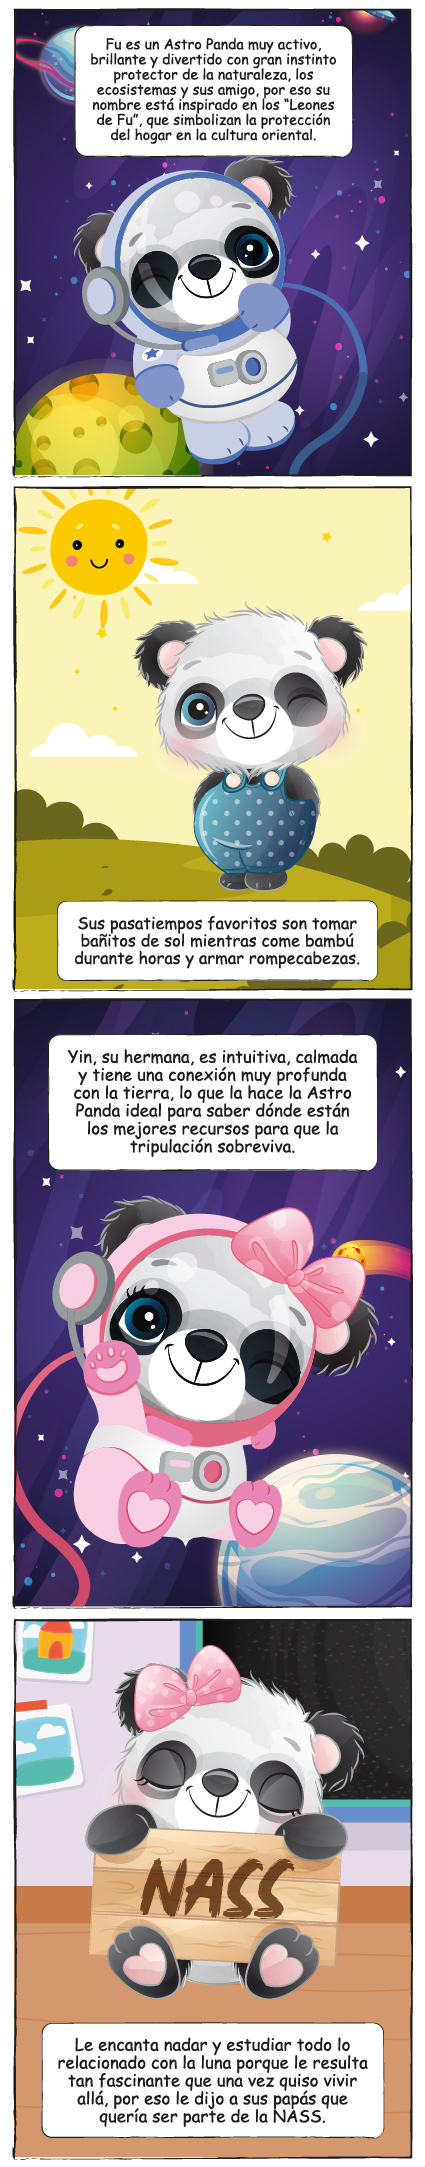 Fu es un Astro Panda muy activo,
brillante y divertido con gran instinto
protector de la naturaleza, los
ecosistemas y sus amigo, por eso su
nombre está inspirado en los “Leones
de Fu”, que simbolizan la protección
del hogar en la cultura oriental.
Sus pasatiempos favoritos son tomar
bañitos de sol mientras come bambú
durante horas y armar rompecabezas.
Yin, su hermana, es intuitiva, calmada
y tiene una conexión muy profunda
con la tierra, lo que la hace la Astro
Panda ideal para saber dónde están
los mejores recursos para que la
tripulación sobreviva.
NASS
Le encanta nadar y estudiar todo lo
relacionado con la luna porque le resulta
tan fascinante que una vez quiso vivir
allá, por eso le dijo a sus papás que
quería ser parte de la NASS.